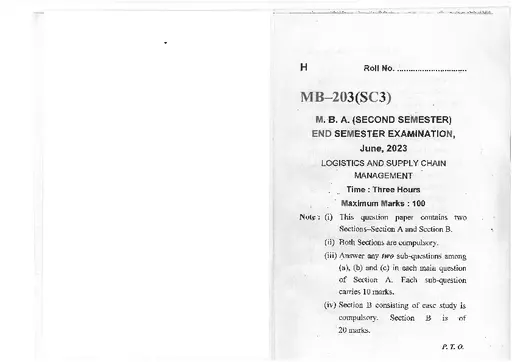 H Roll No. ..............................
MB–203(SC3)
M. B. A. (SECOND SEMESTER)
END SEMESTER EXAMINATION,
June, 2023
LOGISTICS AND SUPPLY CHAIN
MANAGEMENT
Time : Three Hours
Maximum Marks : 100
Note : (i) This question paper contains two
Sections–Section A and Section B.
(ii) Both Sections are compulsory.
(iii) Answer any two sub-questions among
(a), (b) and (c) in each main question
of Section A. Each sub-question
carries 10 marks.
(iv) Section B consisting of case study is
compulsory. Section B is of
20 marks.
P. T. O.